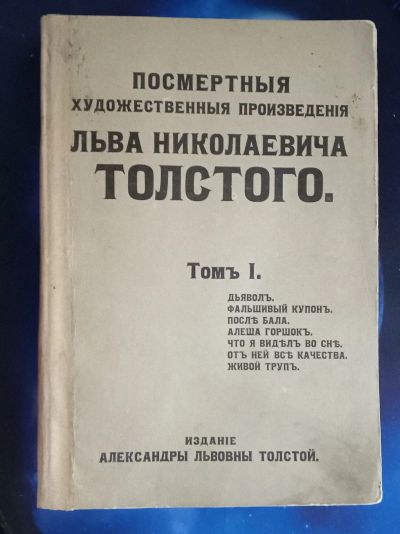 ПОСМЕРТНЫЯ
ХУДОЖЕСТВЕННЫЯ ПРОИЗВЕДЕНІЯ
ЛЬВА НИКОЛАЕВИЧА
ТОЛСТОГО.
Томъ I.
ДЬЯВОЛЪ.
ФАЛЬШИВЫЙ КУПОНЪ.
ПОСЛѢ БАЛА.
АЛЕША ГОРШОКЪ.
ЧТО Я ВИДѢЛЪ ВО СНѢ.
ОТЪ НЕЙ ВСѢ КАЧЕСТВА.
ЖИВОЙ ТРУПЪ.
ИЗДАНІЕ
АЛЕКСАНДРЫ ЛЬВОВНЫ ТОЛСТОЙ.